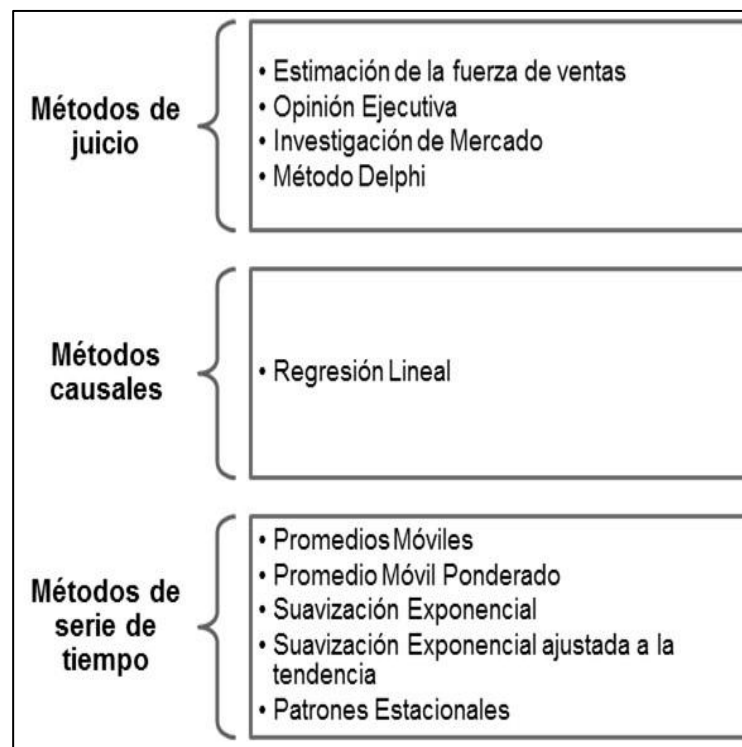 Métodos de
juicio
• Estimación de la fuerza de ventas
• Opinión Ejecutiva
• Investigación de Mercado
• Método Delphi
Métodos
causales
• Regresión Lineal
Métodos de
serie de
tiempo
• Promedios Móviles
• Promedio Móvil Ponderado
• Suavización Exponencial
• Suavización Exponencial ajustada a la
tendencia
• Patrones Estacionales